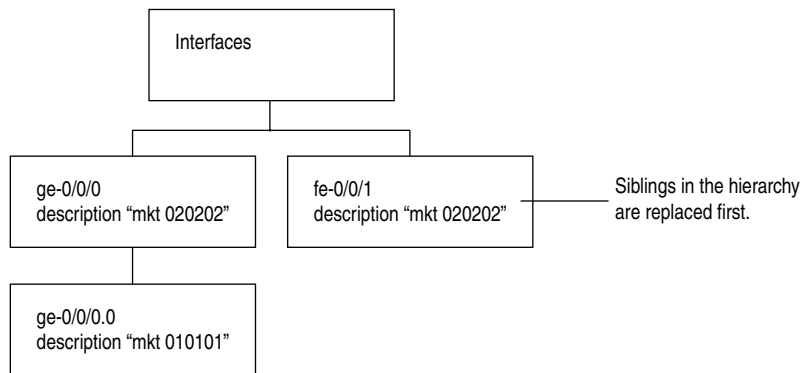 Interfaces
ge-0/0/0
description “mkt 020202”
fe-0/0/1
description “mkt 020202”
Siblings in the hierarchy
are replaced first.
ge-0/0/0.0
description “mkt 010101”